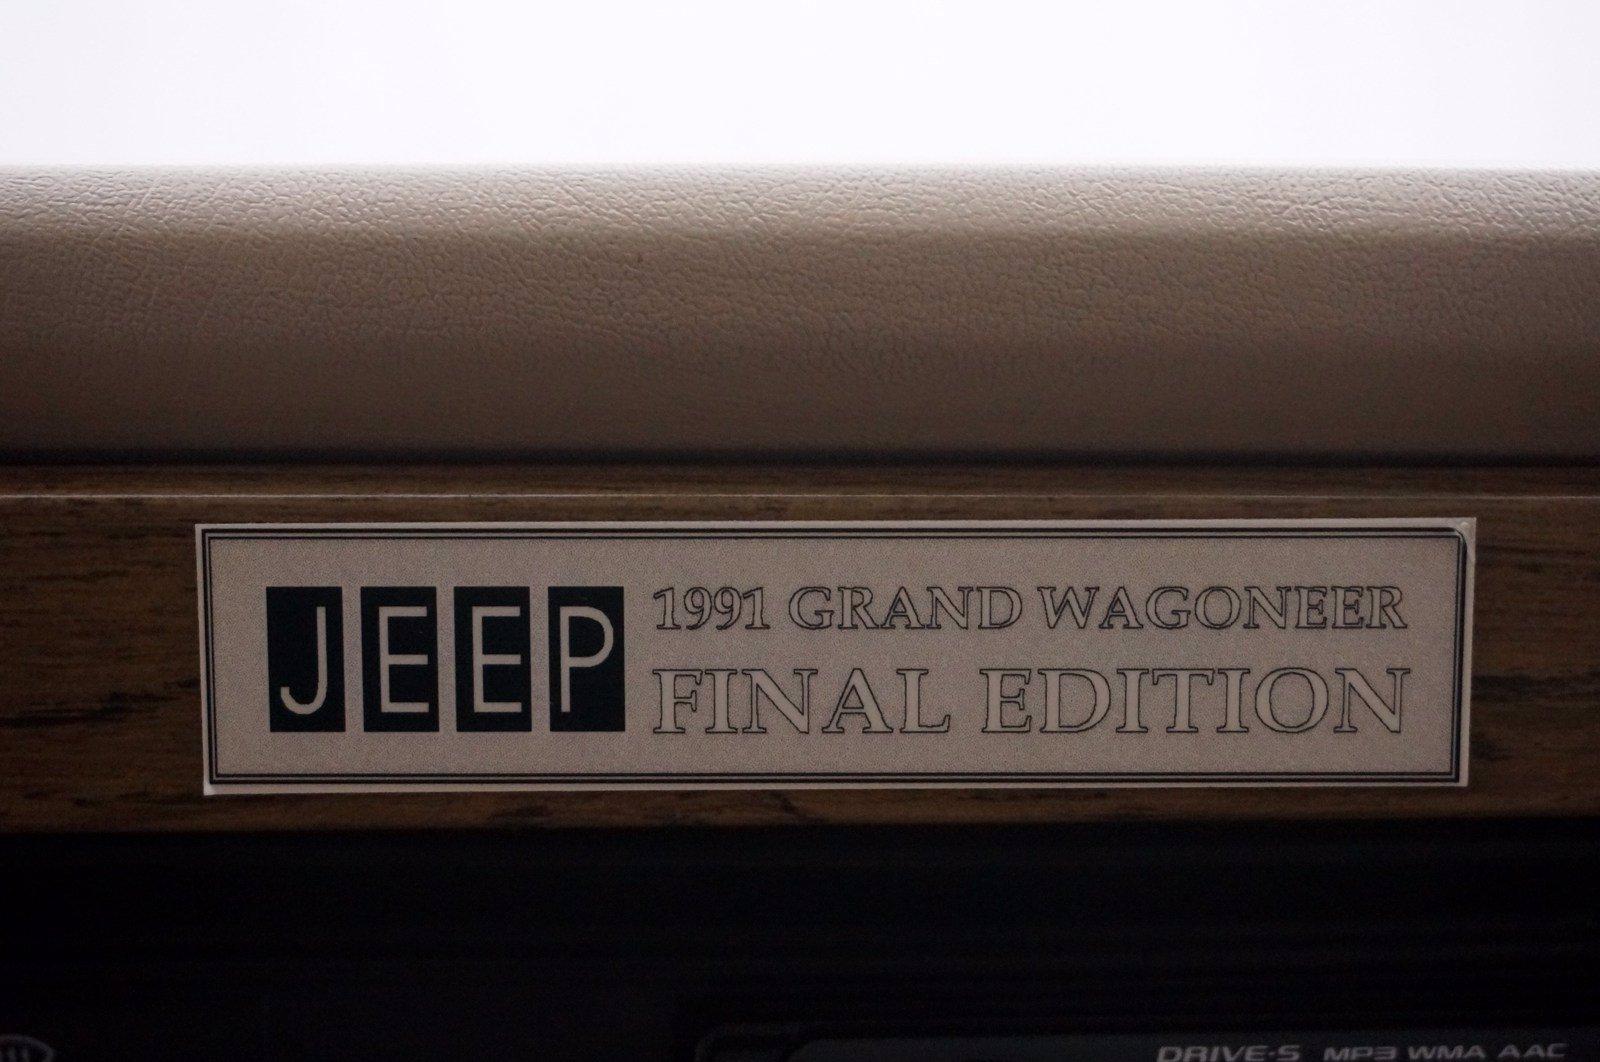 JEEP
1991 GRAND WAGONEER
FINAL EDITION
DRIVE·S MP3 WMA AAC